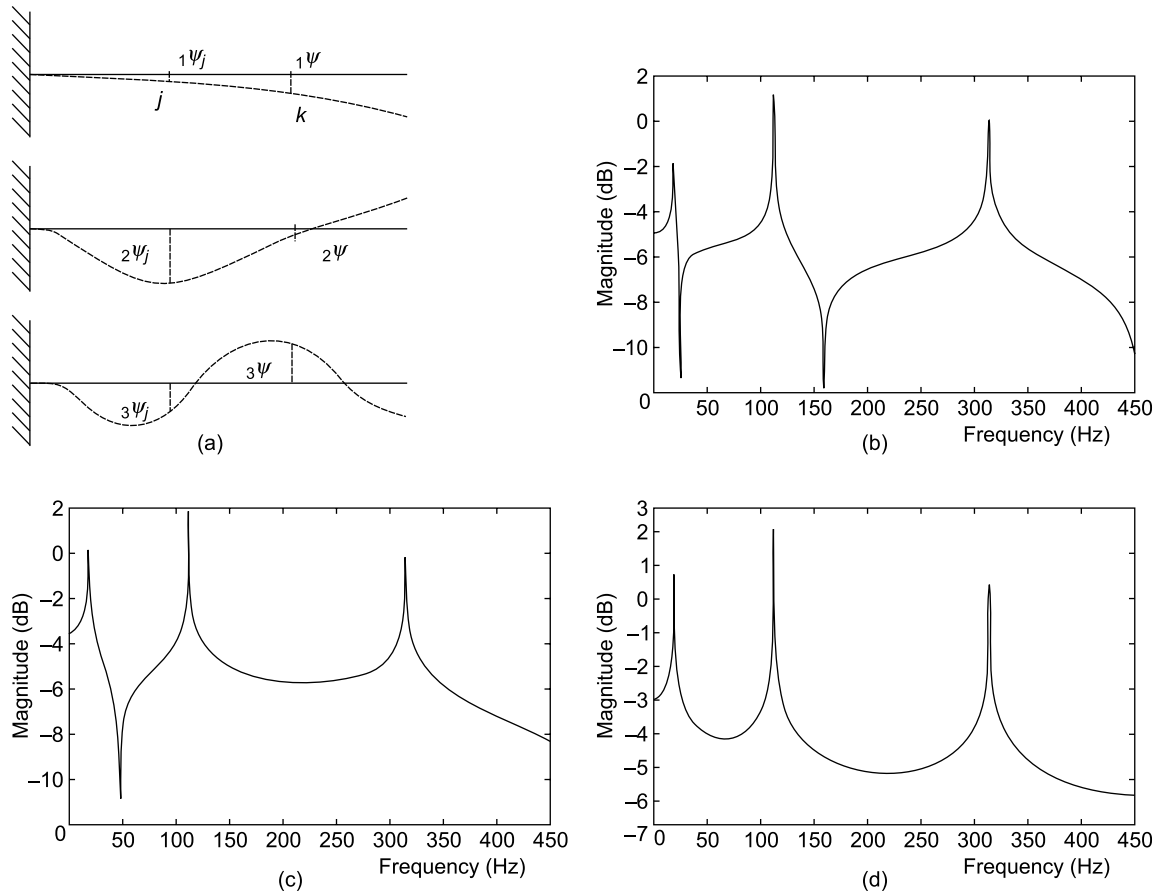 (a)
₁ψⱼ
₁ψ
j
k
₂ψⱼ
₂ψ
₃ψⱼ
₃ψ
(b)
Magnitude (dB)
2
0
−2
−4
−6
−8
−10
0
50 100 150 200 250 300 350 400 450
Frequency (Hz)
(c)
Magnitude (dB)
2
0
−2
−4
−6
−8
−10
0
50 100 150 200 250 300 350 400 450
Frequency (Hz)
(d)
Magnitude (dB)
3
2
1
0
−1
−2
−3
−4
−5
−6
−7
0 50 100 150 200 250 300 350 400 450
Frequency (Hz)